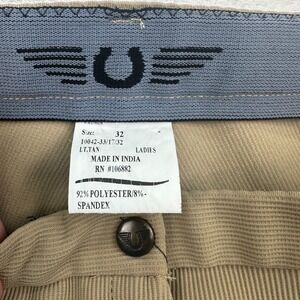 Size: 32
10042-33/17/32
LT.TAN LADIES
MADE IN INDIA
RN #106882
92% POLYESTER/8%-
SPANDEX